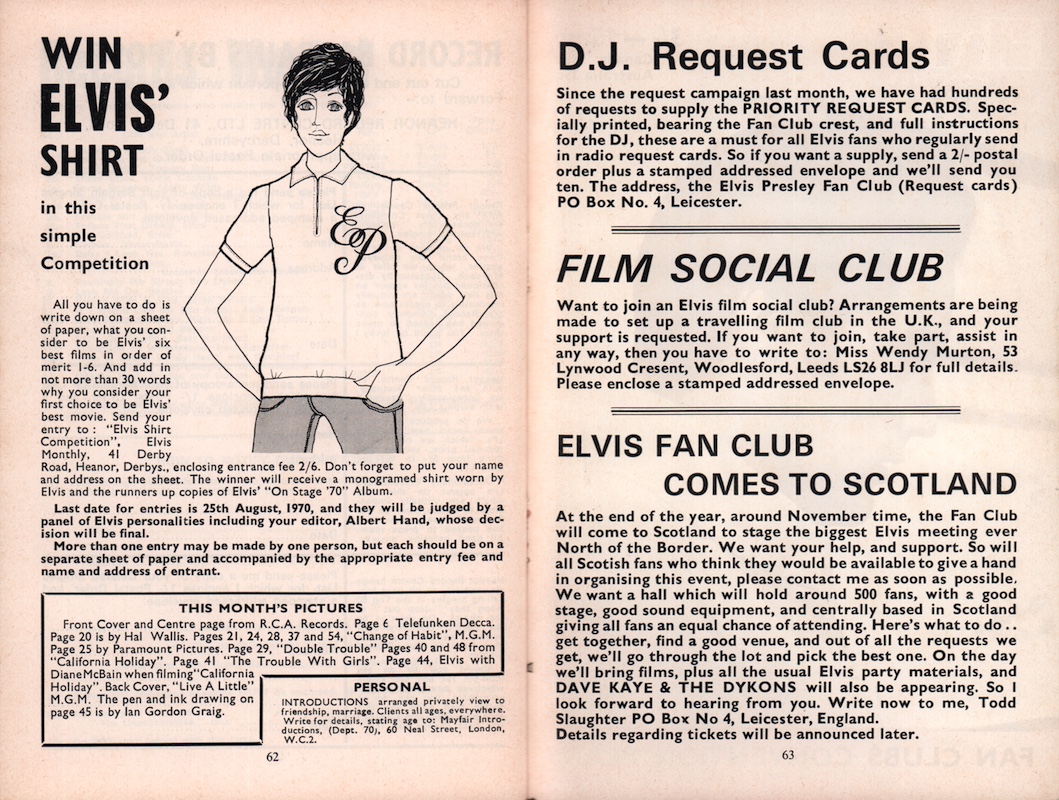 WIN
ELVIS'
SHIRT
in this
simple
Competition
EP
All you have to do is
write down on a sheet
of paper, what you con-
sider to be Elvis' six
best films in order of
merit 1-6. And add in
not more than 30 words
why you consider your
first choice to be Elvis'
best movie. Send your
entry to : "Elvis Shirt
Competition", Elvis
Monthly, 41 Derby
Road, Heanor, Derbys., enclosing entrance fee 2/6. Don't forget to put your name
and address on the sheet. The winner will receive a monogramed shirt worn by
Elvis and the runners up copies of Elvis' "On Stage '70" Album.
Last date for entries is 25th August, 1970, and they will be judged by a
panel of Elvis personalities including your editor, Albert Hand, whose dec-
ision will be final.
More than one entry may be made by one person, but each should be on a
separate sheet of paper and accompanied by the appropriate entry fee and
name and address of entrant.
THIS MONTH'S PICTURES
Front Cover and Centre page from R.C.A. Records. Page 6 Telefunken Decca.
Page 20 is by Hal Wallis. Pages 21, 24, 28, 37 and 54, "Change of Habit", M.G.M.
Page 25 by Paramount Pictures. Page 29, "Double Trouble" Pages 40 and 48 from
"California Holiday". Page 41 "The Trouble With Girls". Page 44, Elvis with
Diane McBain when filming "California
Holiday". Back Cover, "Live A Little"
M.G.M. The pen and ink drawing on
page 45 is by Ian Gordon Graig.
PERSONAL
INTRODUCTIONS arranged privately view to
friendship, marriage. Clients all ages, everywhere.
Write for details, stating age to: Mayfair Intro-
ductions, (Dept. 70), 60 Neal Street, London,
W.C.2.
62
D.J. Request Cards
Since the request campaign last month, we have had hundreds
of requests to supply the PRIORITY REQUEST CARDS. Spec-
ially printed, bearing the Fan Club crest, and full instructions
for the DJ, these are a must for all Elvis fans who regularly send
in radio request cards. So if you want a supply, send a 2/- postal
order plus a stamped addressed envelope and we'll send you
ten. The address, the Elvis Presley Fan Club (Request cards)
PO Box No. 4, Leicester.
FILM SOCIAL CLUB
Want to join an Elvis film social club? Arrangements are being
made to set up a travelling film club in the U.K., and your
support is requested. If you want to join, take part, assist in
any way, then you have to write to: Miss Wendy Murton, 53
Lynwood Cresent, Woodlesford, Leeds LS26 8LJ for full details.
Please enclose a stamped addressed envelope.
ELVIS FAN CLUB
COMES TO SCOTLAND
At the end of the year, around November time, the Fan Club
will come to Scotland to stage the biggest Elvis meeting ever
North of the Border. We want your help, and support. So will
all Scotish fans who think they would be available to give a hand
in organising this event, please contact me as soon as possible.
We want a hall which will hold around 500 fans, with a good
stage, good sound equipment, and centrally based in Scotland
giving all fans an equal chance of attending. Here's what to do . .
get together, find a good venue, and out of all the requests we
get, we'll go through the lot and pick the best one. On the day
we'll bring films, plus all the usual Elvis party materials, and
DAVE KAYE & THE DYKONS will also be appearing. So I
look forward to hearing from you. Write now to me, Todd
Slaughter PO Box No 4, Leicester, England.
Details regarding tickets will be announced later.
63